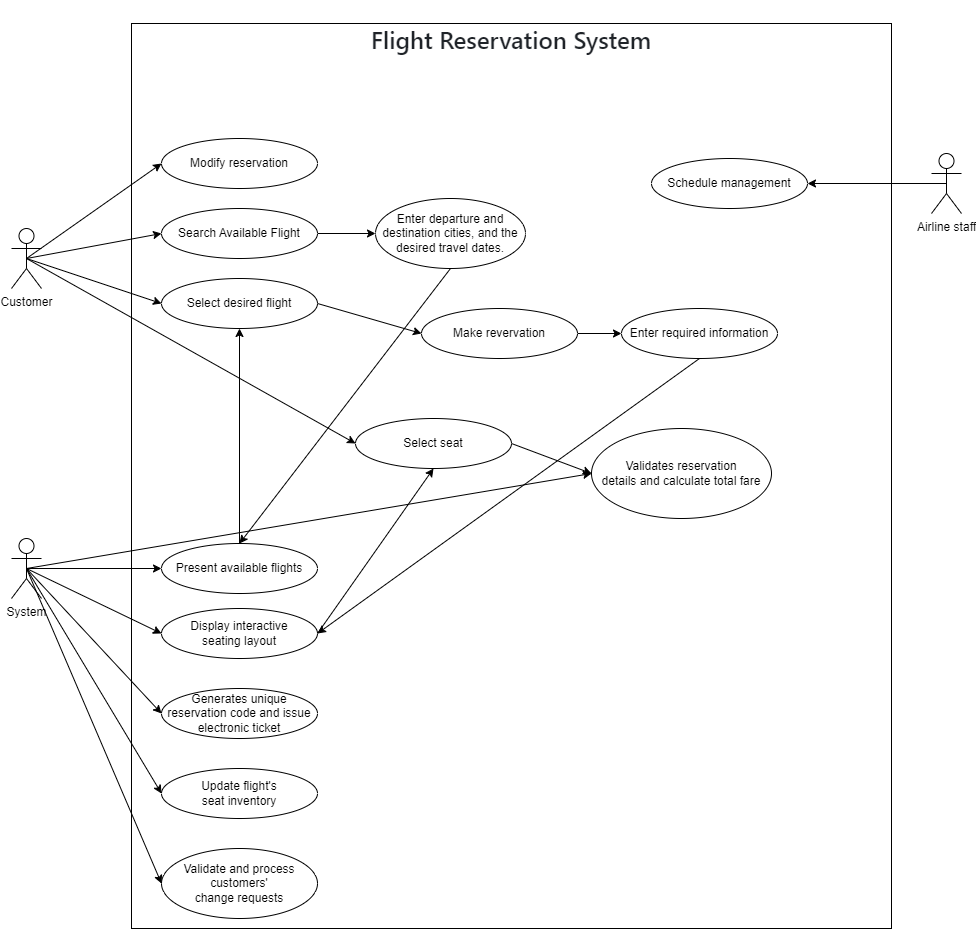 Flight Reservation System
Modify reservation
Schedule management
Airline staff
Search Available Flight
Enter departure and
destination cities, and the
desired travel dates.
Customer
Select desired flight
Make revervation
Enter required information
Select seat
Validates reservation
details and calculate total fare
System
Present available flights
Display interactive
seating layout
Generates unique
reservation code and issue
electronic ticket
Update flight's
seat inventory
Validate and process
customers'
change requests